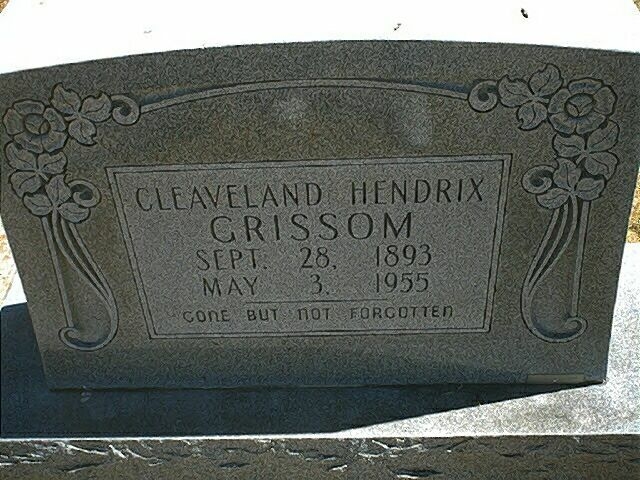 CLEAVELAND HENDRIX
GRISSOM
SEPT. 28, 1893
MAY 3, 1955
GONE BUT NOT FORGOTTEN